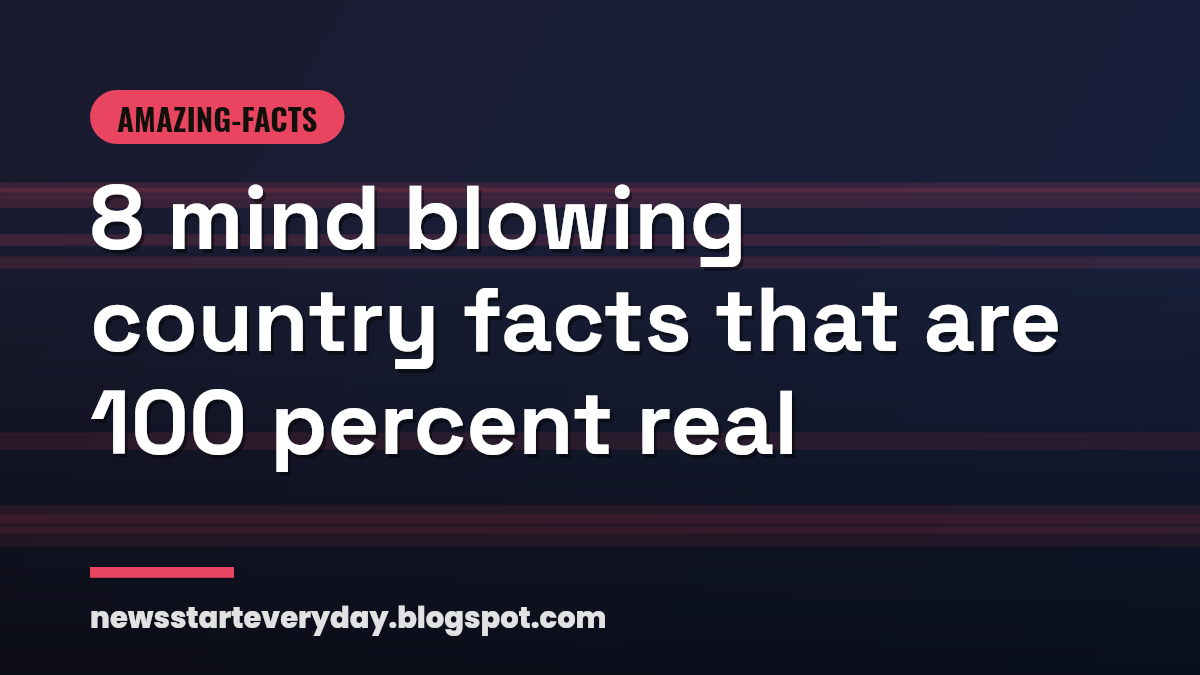 AMAZING-FACTS
8 mind blowing
country facts that are
100 percent real
newsstarteveryday.blogspot.com